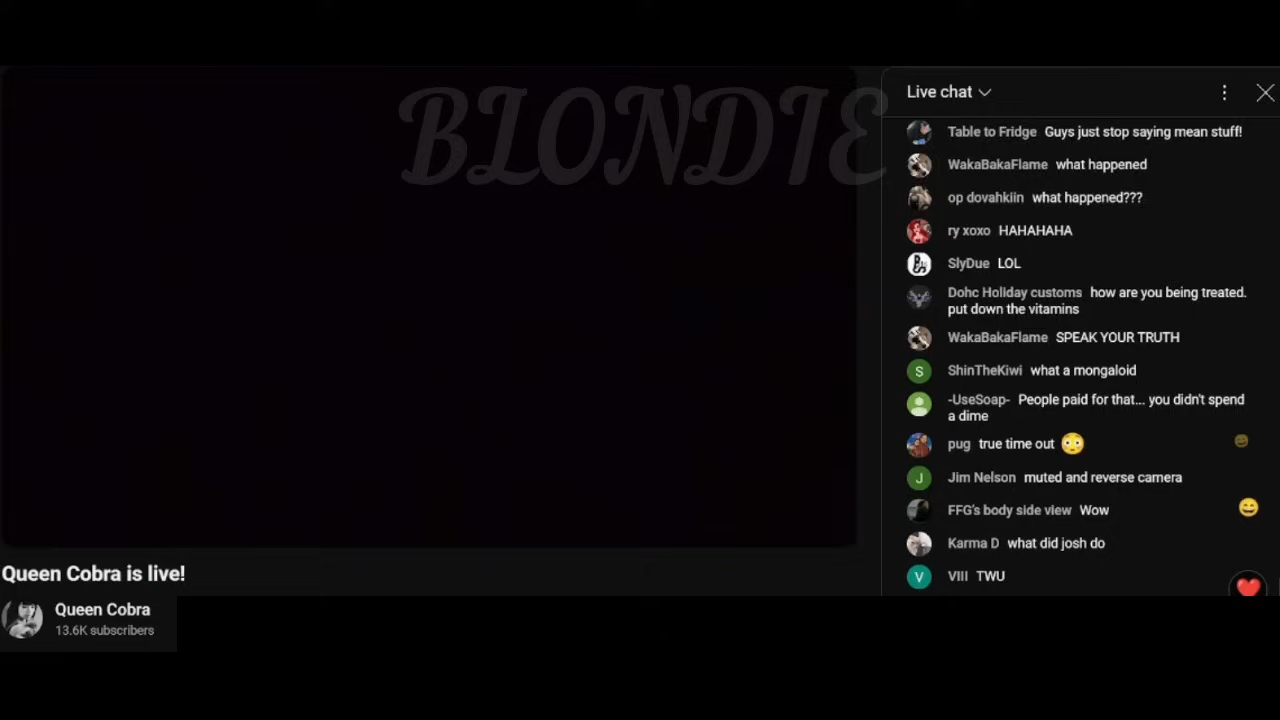 BLONDIE
Live chat
Table to Fridge Guys just stop saying mean stuff!
WakaBakaFlame what happened
op dovahkiin what happened???
ry xoxo HAHAHAHA
SlyDue LOL
Dohc Holiday customs how are you being treated.
put down the vitamins
WakaBakaFlame SPEAK YOUR TRUTH
S ShinTheKiwi what a mongaloid
-UseSoap- People paid for that... you didn't spend
a dime
pug true time out
J Jim Nelson muted and reverse camera
FFG's body side view Wow
Karma D what did josh do
V VIII TWU
Queen Cobra is live!
Queen Cobra
13.6K subscribers